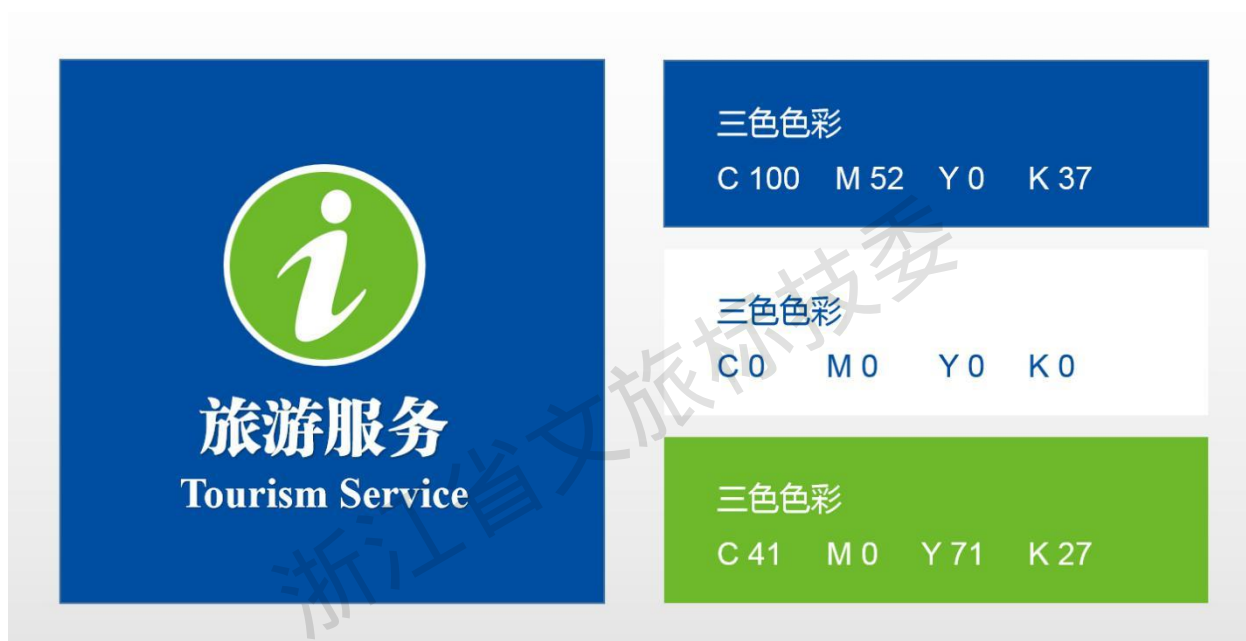 i
旅游服务
Tourism Service
三色色彩
C 100 M 52 Y 0 K 37
三色色彩
C 0 M 0 Y 0 K 0
三色色彩
C 41 M 0 Y 71 K 27
浙江省文旅标技委